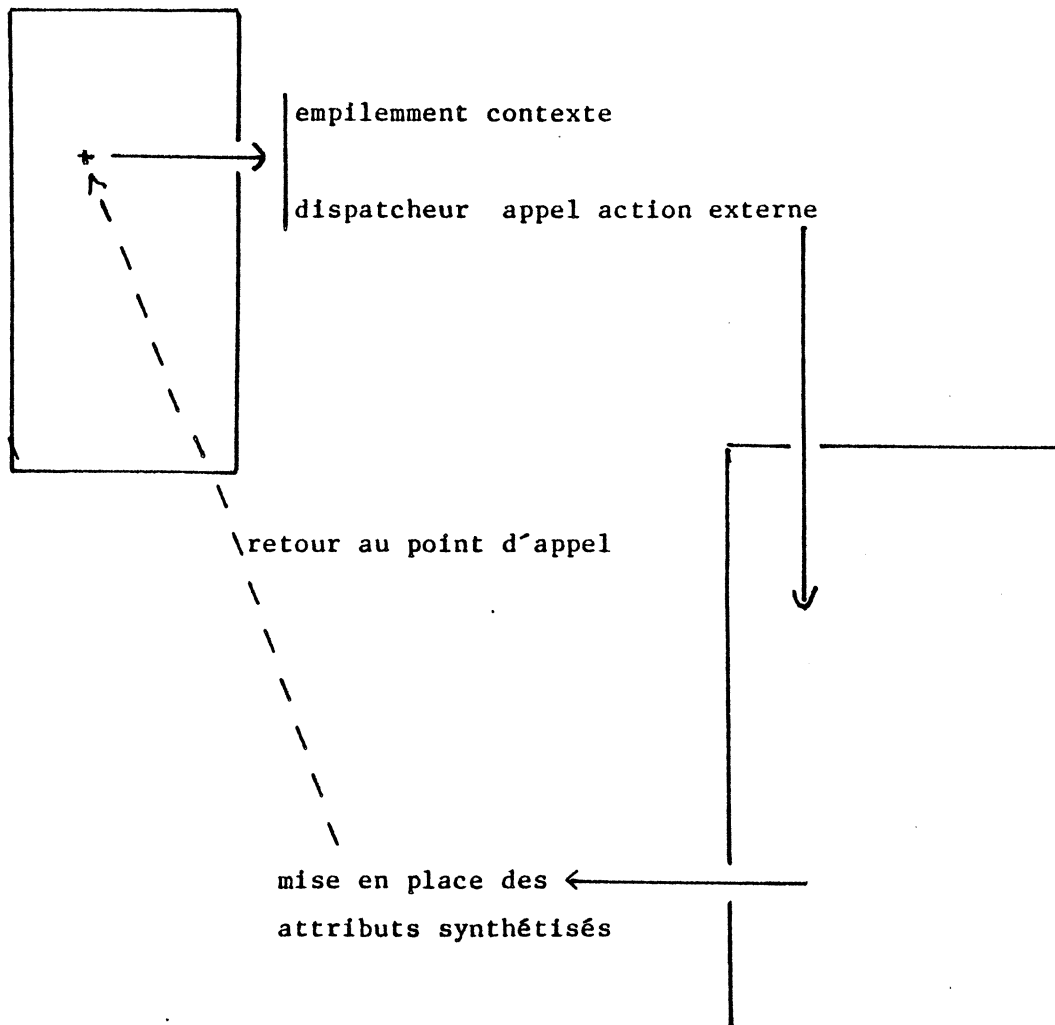 empilemment contexte
dispatcheur appel action externe
retour au point d'appel
mise en place des
attributs synthétisés